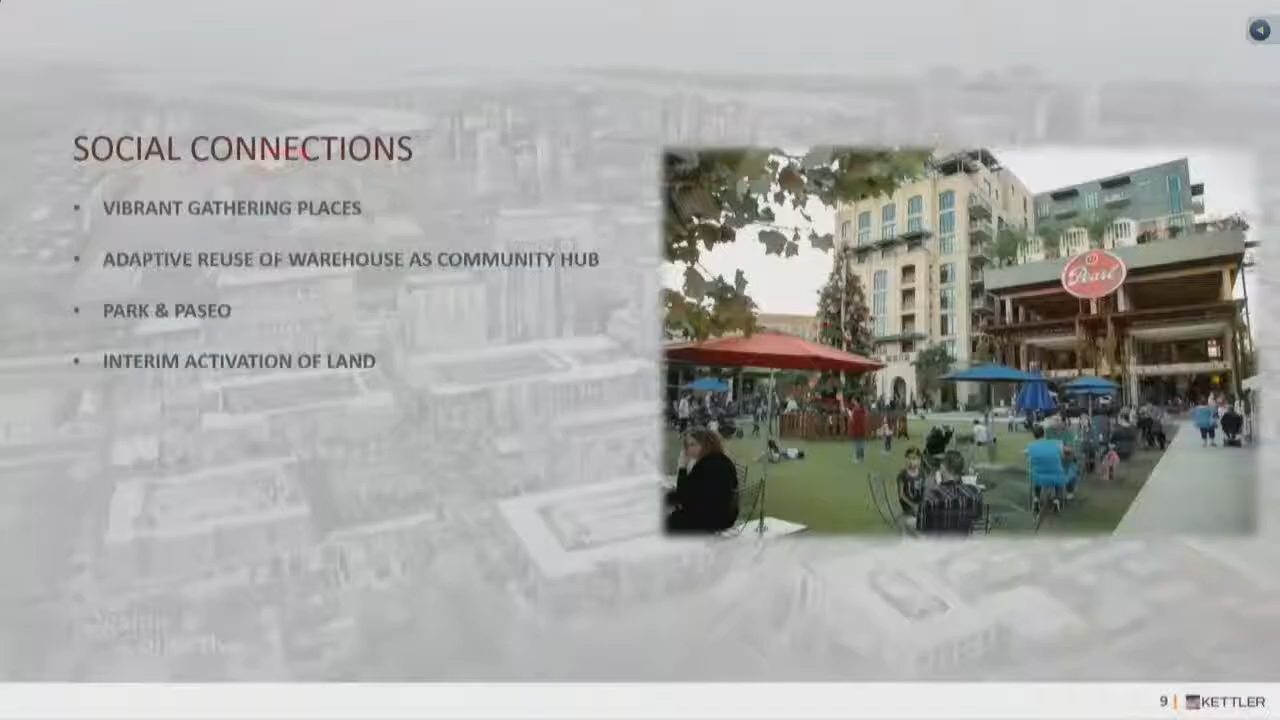 SOCIAL CONNECTIONS
• VIBRANT GATHERING PLACES
• ADAPTIVE REUSE OF WAREHOUSE AS COMMUNITY HUB
• PARK & PASEO
• INTERIM ACTIVATION OF LAND
Pearl
9 | KETTLER